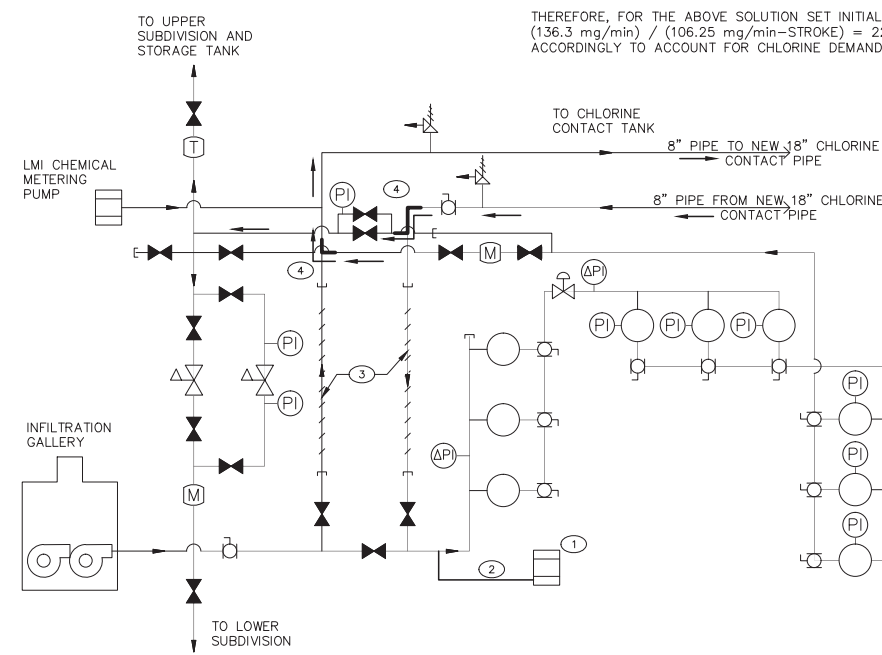 THEREFORE, FOR THE ABOVE SOLUTION SET INITIAL
(136.3 mg/min) / (106.25 mg/min-STROKE) = 22
ACCORDINGLY TO ACCOUNT FOR CHLORINE DEMAND
TO UPPER
SUBDIVISION AND
STORAGE TANK
T
TO CHLORINE
CONTACT TANK
8" PIPE TO NEW 18" CHLORINE
CONTACT PIPE
LMI CHEMICAL
METERING
PUMP
PI
4
8" PIPE FROM NEW 18" CHLORINE
CONTACT PIPE
4
M
ΔPI
PI
PI
PI
PI
PI
3
PI
PI
INFILTRATION
GALLERY
ΔPI
PI
M
PI
1
2
TO LOWER
SUBDIVISION